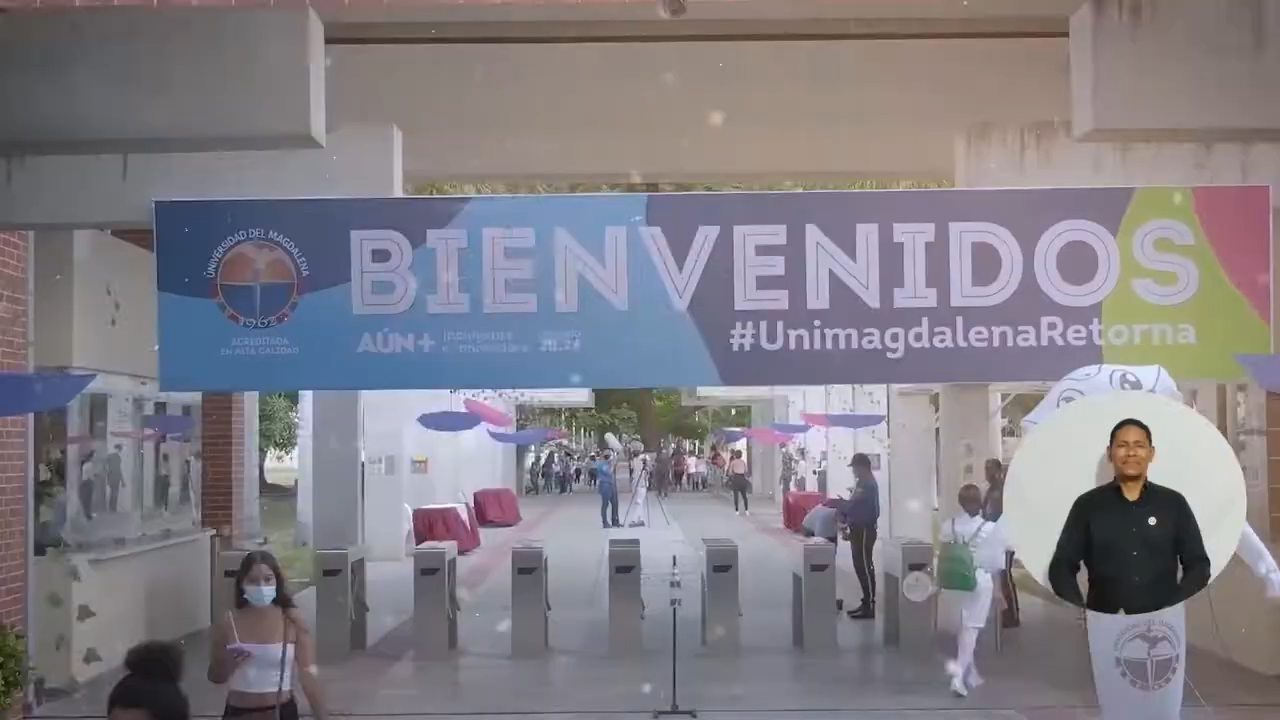 UNIVERSIDAD DEL MAGDALENA
1962
ACREDITADA
EN ALTA CALIDAD
BIENVENIDOS
AÚN+
#UnimagdalenaRetorna